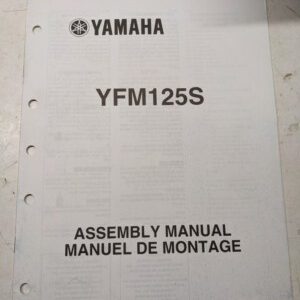 YAMAHA
YFM125S
ASSEMBLY MANUAL
MANUEL DE MONTAGE